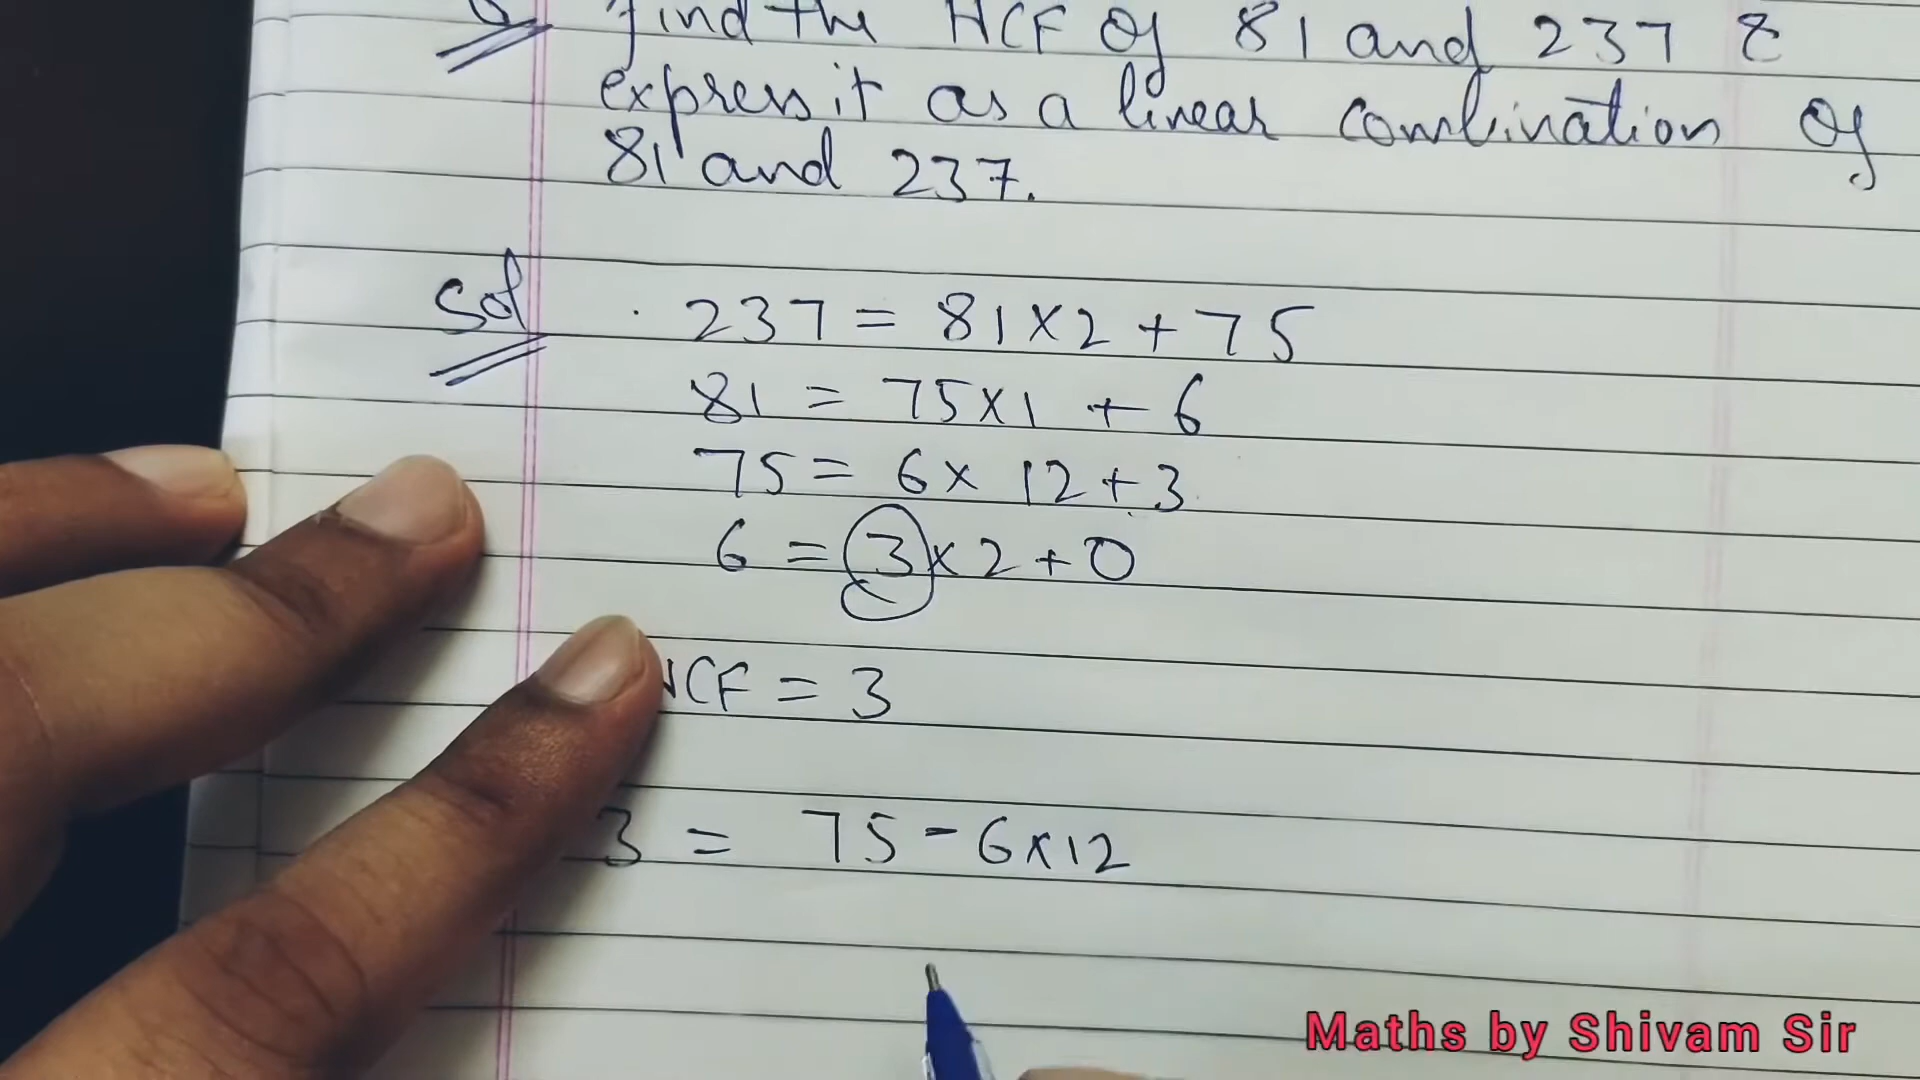 Q find the HCF of 81 and 237 &
express it as a linear combination of
81 and 237.
Sol
237 = 81×2 + 75
81 = 75×1 + 6
75 = 6× 12+3
6 = 3×2+0
HCF = 3
3 = 75-6×12
Maths by Shivam Sir